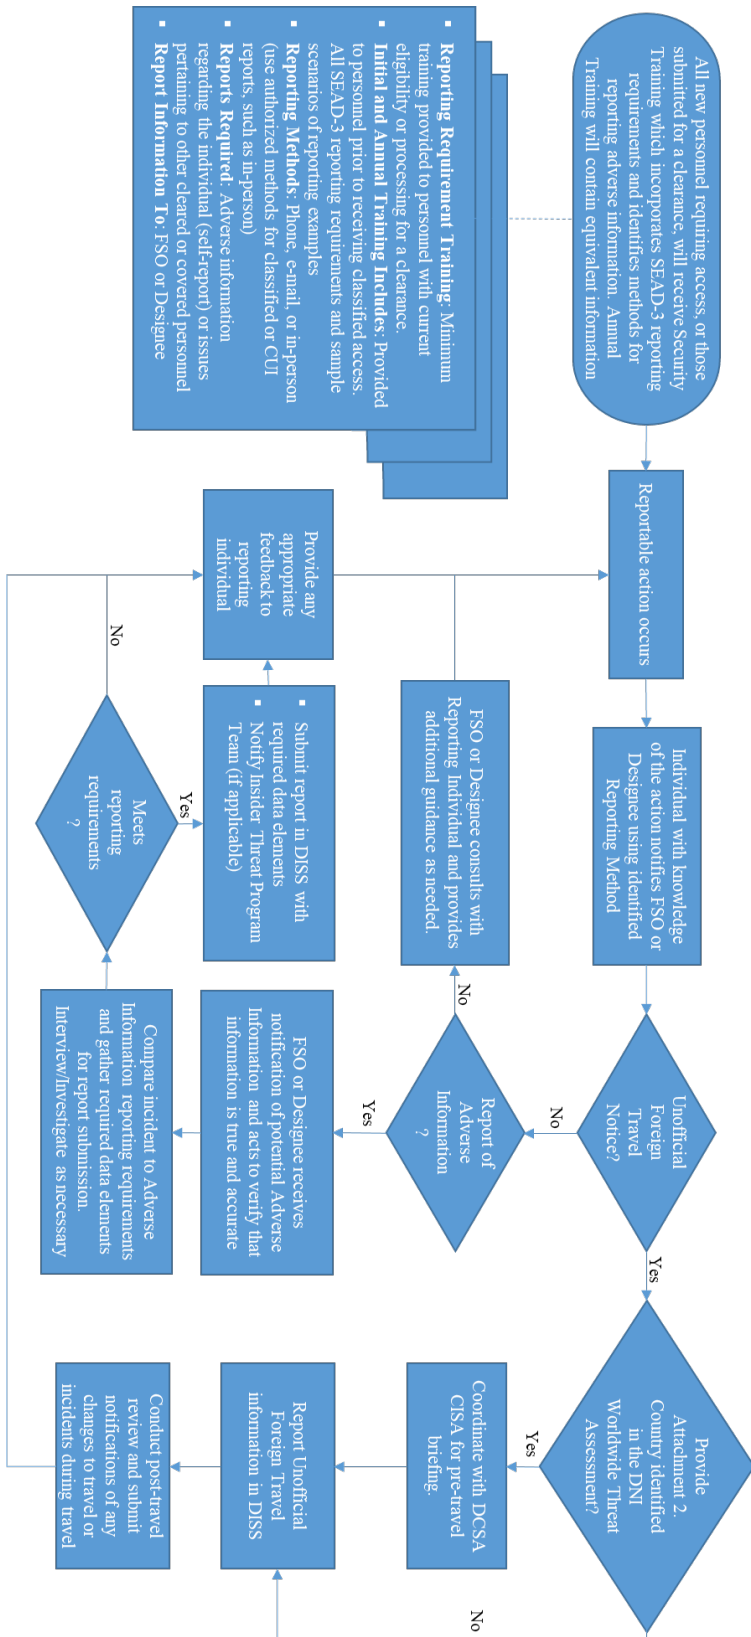 All new personnel requiring access, or those
submitted for a clearance, will receive Security
Training which incorporates SEAD-3 reporting
requirements and identifies methods for
reporting adverse information. Annual
Training will contain equivalent information
▪ Reporting Requirement Training: Minimum
training provided to personnel with current
eligibility or processing for a clearance.
▪ Initial and Annual Training Includes: Provided
to personnel prior to receiving classified access.
All SEAD-3 reporting requirements and sample
scenarios of reporting examples
▪ Reporting Methods: Phone, e-mail, or in-person
(use authorized methods for classified or CUI
reports, such as in-person)
▪ Reports Required: Adverse information
regarding the individual (self-report) or issues
pertaining to other cleared or covered personnel
▪ Report Information To: FSO or Designee
Reportable action occurs
Individual with knowledge
of the action notifies FSO or
Designee using identified
Reporting Method
Unofficial
Foreign
Travel
Notice?
Yes
No
Provide
Attachment 2.
Country identified
in the DNI
Worldwide Threat
Assessment?
Yes
No
Coordinate with DCSA
CISA for pre-travel
briefing.
Report Unofficial
Foreign Travel
information in DISS
Conduct post-travel
review and submit
notifications of any
changes to travel or
incidents during travel
Report of
Adverse
Information
?
No
Yes
FSO or Designee consults with
Reporting Individual and provides
additional guidance as needed.
FSO or Designee receives
notification of potential Adverse
Information and acts to verify that
information is true and accurate
Compare incident to Adverse
Information reporting requirements
and gather required data elements
for report submission.
Interview/Investigate as necessary
Meets
reporting
requirements
?
Yes
No
▪ Submit report in DISS with
required data elements
▪ Notify Insider Threat Program
Team (if applicable)
Provide any
appropriate
feedback to
reporting
individual